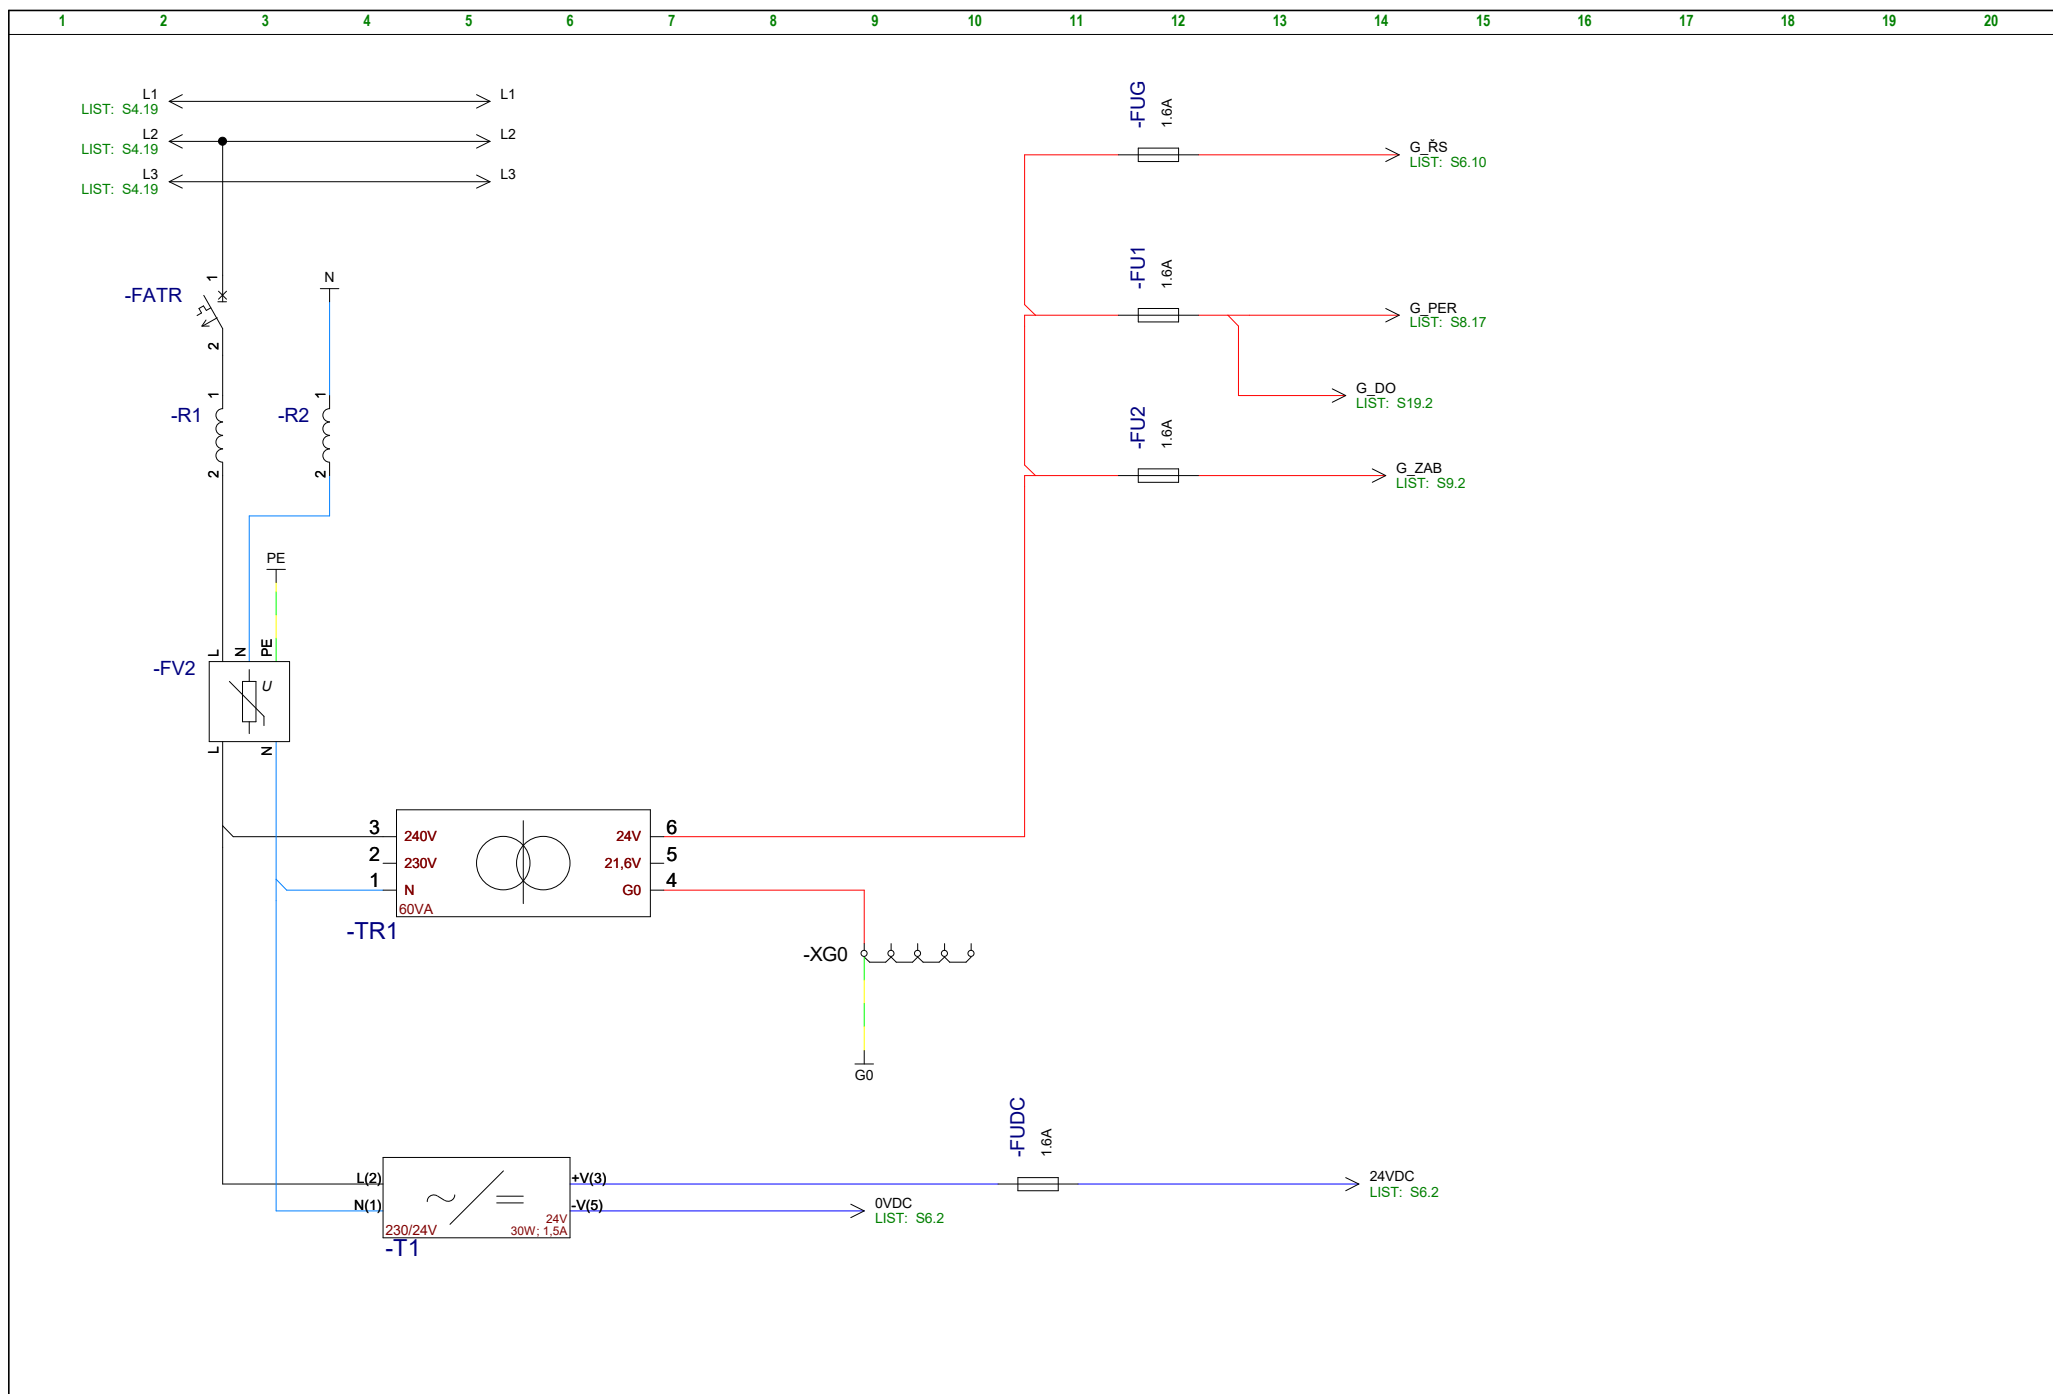 1 2 3 4 5 6 7 8 9 10 11 12 13 14 15 16 17 18 19 20
L1
LIST: S4.19
L1
L2
LIST: S4.19
L2
L3
LIST: S4.19
L3
-FUG
1.6A
G_ŘS
LIST: S6.10
-FATR
1
2
N
-FU1
1.6A
G_PER
LIST: S8.17
G_DO
LIST: S19.2
-R1
1
2
-R2
1
2
-FU2
1.6A
G_ZAB
LIST: S9.2
PE
-FV2
L
N
PE
U
L
N
3
240V
24V
6
2
230V
21,6V
5
1
N
G0
4
60VA
-TR1
-XG0
G0
-FUDC
1.6A
L(2)
+V(3)
24VDC
LIST: S6.2
N(1)
-V(5)
0VDC
LIST: S6.2
230/24V
24V
30W; 1,5A
-T1